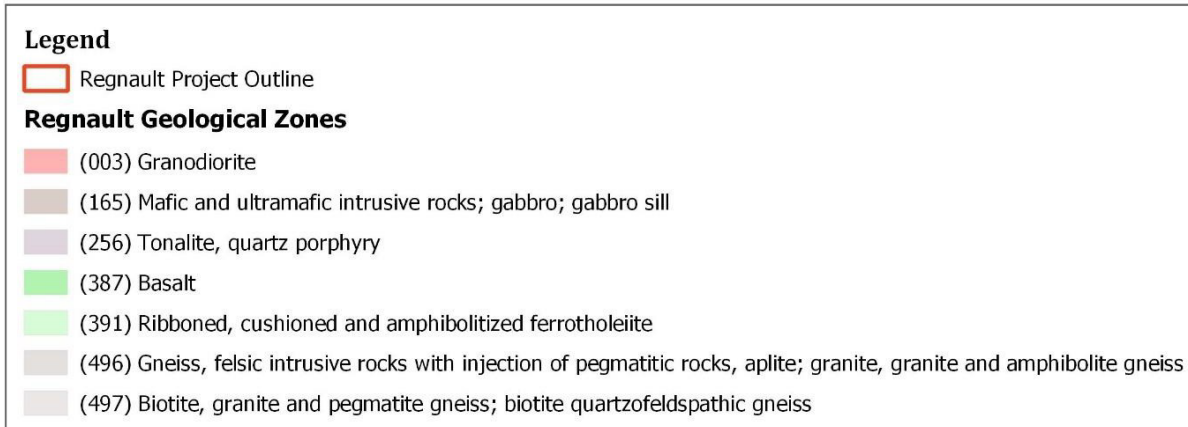 Legend
Regnault Project Outline
Regnault Geological Zones
(003) Granodiorite
(165) Mafic and ultramafic intrusive rocks; gabbro; gabbro sill
(256) Tonalite, quartz porphyry
(387) Basalt
(391) Ribboned, cushioned and amphibolitized ferrotholeiite
(496) Gneiss, felsic intrusive rocks with injection of pegmatitic rocks, aplite; granite, granite and amphibolite gneiss
(497) Biotite, granite and pegmatite gneiss; biotite quartzofeldspathic gneiss